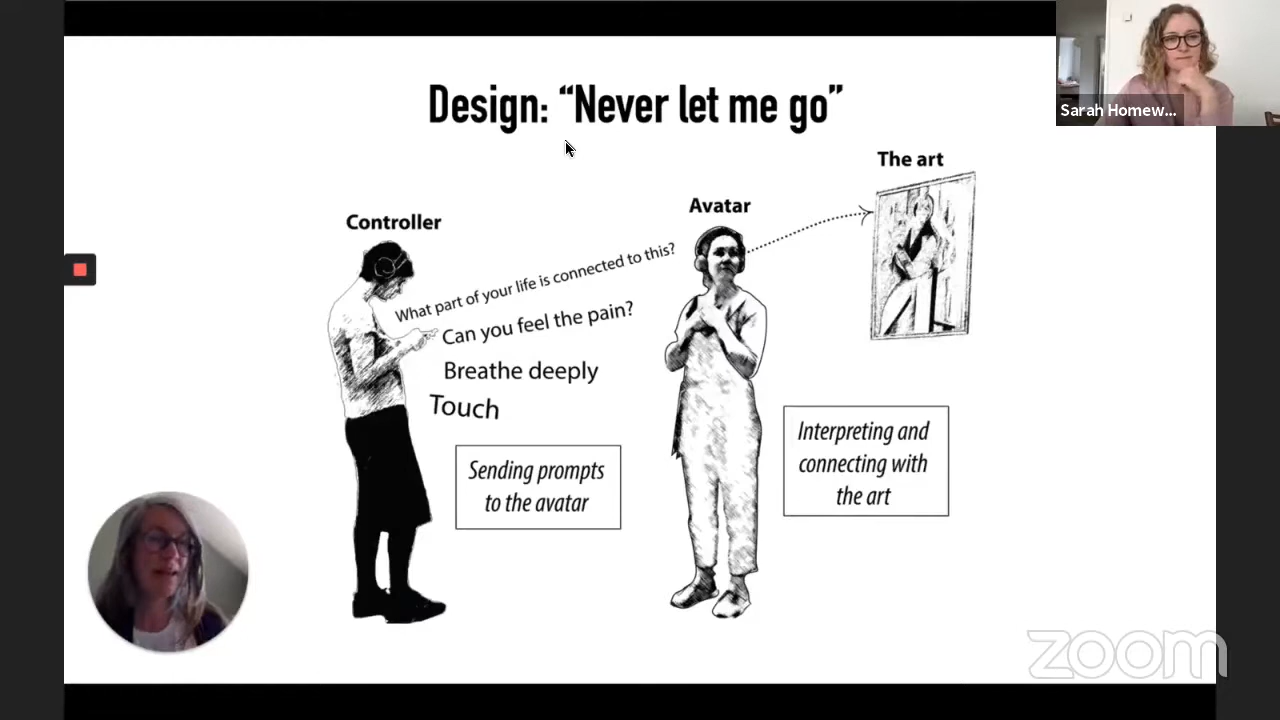 Design: “Never let me go”
Sarah Homew...
The art
Avatar
Controller
What part of your life is connected to this?
Can you feel the pain?
Breathe deeply
Touch
Sending prompts
to the avatar
Interpreting and
connecting with
the art
zoom